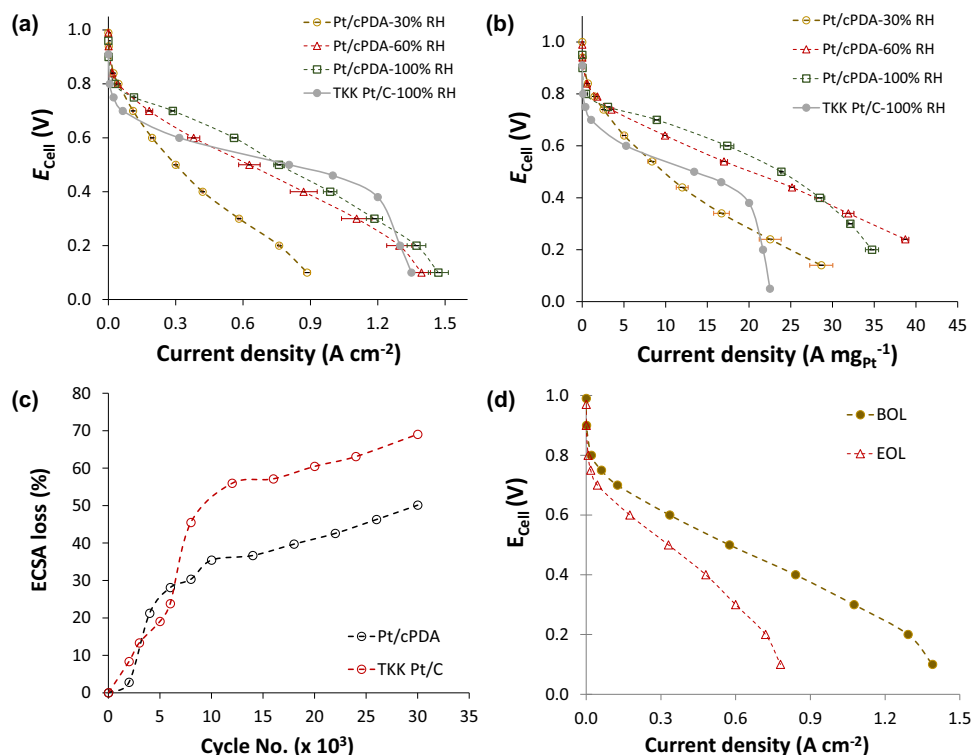 (a)
Pt/cPDA-30% RH
Pt/cPDA-60% RH
Pt/cPDA-100% RH
TKK Pt/C-100% RH
E_Cell (V)
1.0
0.8
0.6
0.4
0.2
0.0
0.0 0.3 0.6 0.9 1.2 1.5
Current density (A cm⁻²)
(b)
Pt/cPDA-30% RH
Pt/cPDA-60% RH
Pt/cPDA-100% RH
TKK Pt/C-100% RH
E_Cell (V)
1.0
0.8
0.6
0.4
0.2
0.0
0 5 10 15 20 25 30 35 40 45
Current density (A mg_Pt⁻¹)
(c)
ECSA loss (%)
80
70
60
50
40
30
20
10
0
Pt/cPDA
TKK Pt/C
0 5 10 15 20 25 30 35
Cycle No. (x 10³)
(d)
BOL
EOL
E_Cell (V)
1.0
0.8
0.6
0.4
0.2
0.0
0.0 0.3 0.6 0.9 1.2 1.5
Current density (A cm⁻²)